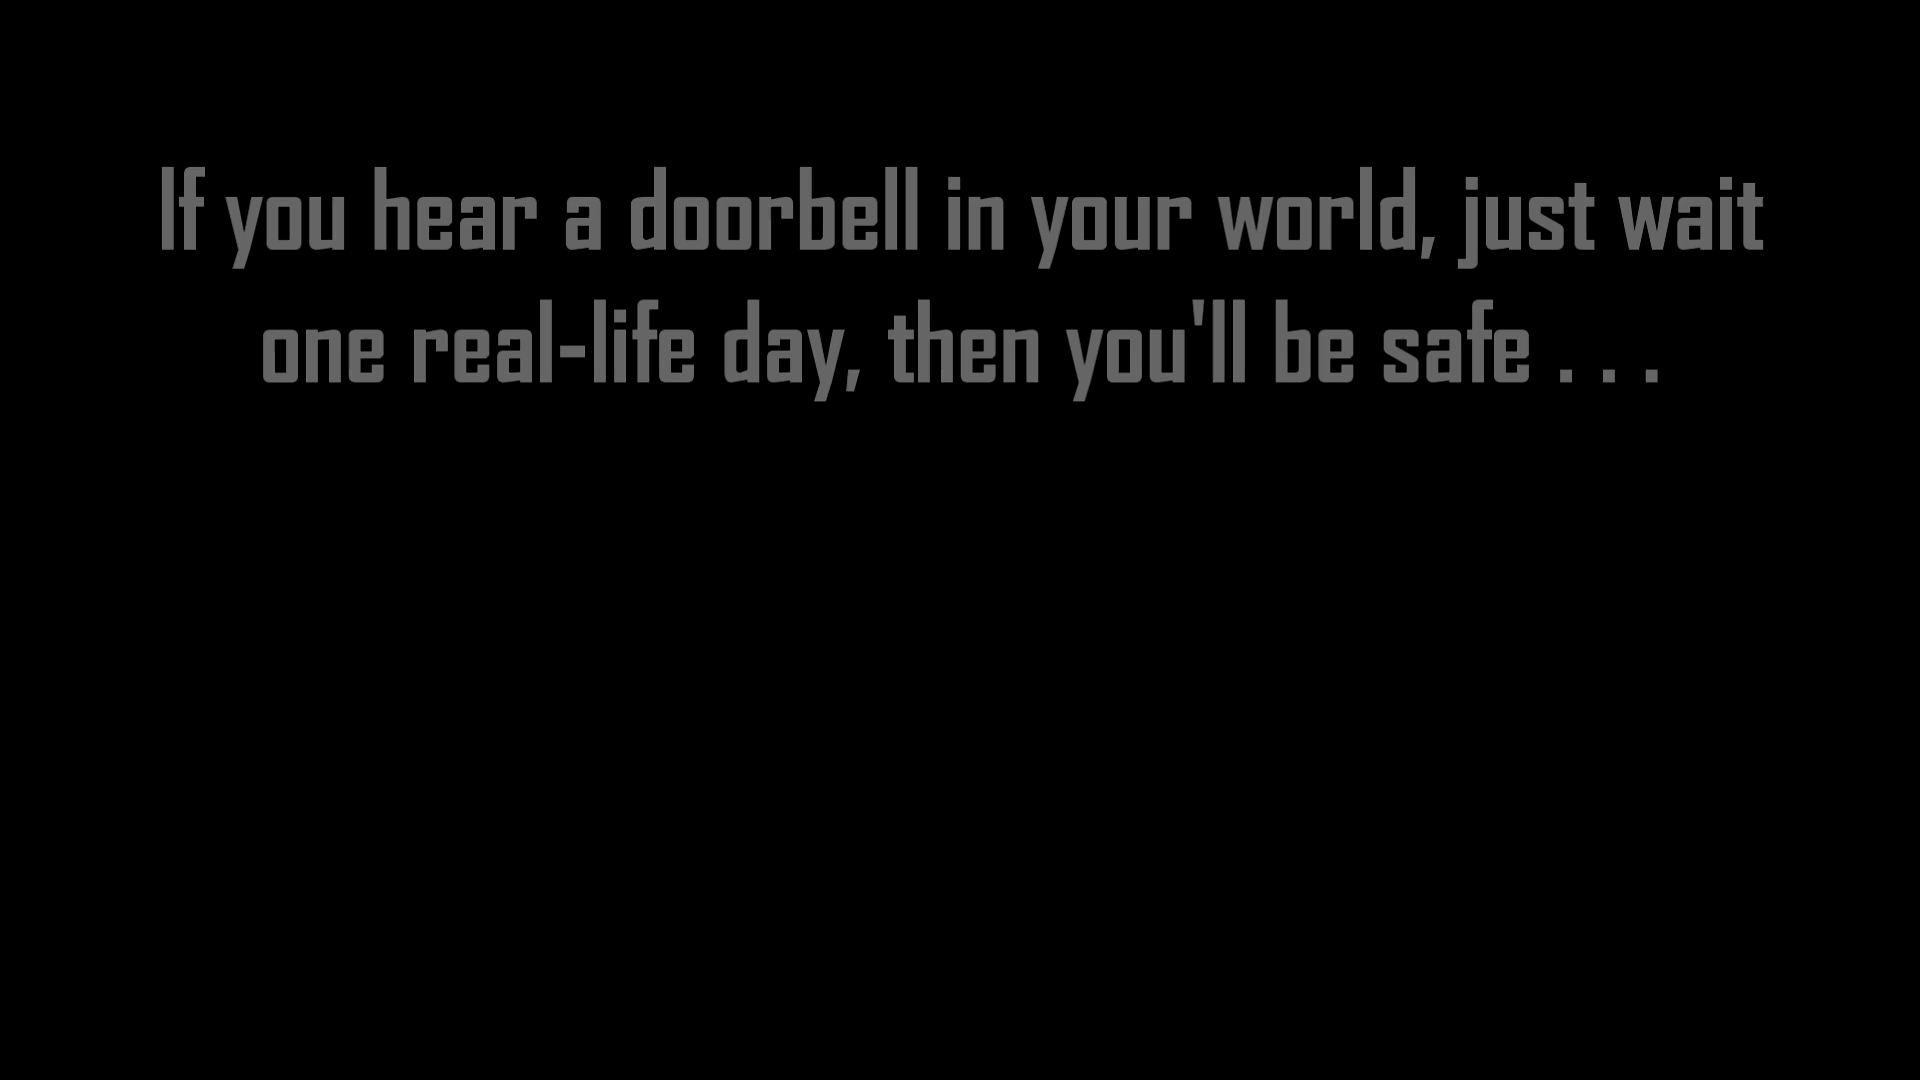 If you hear a doorbell in your world, just wait
one real-life day, then you'll be safe . . .